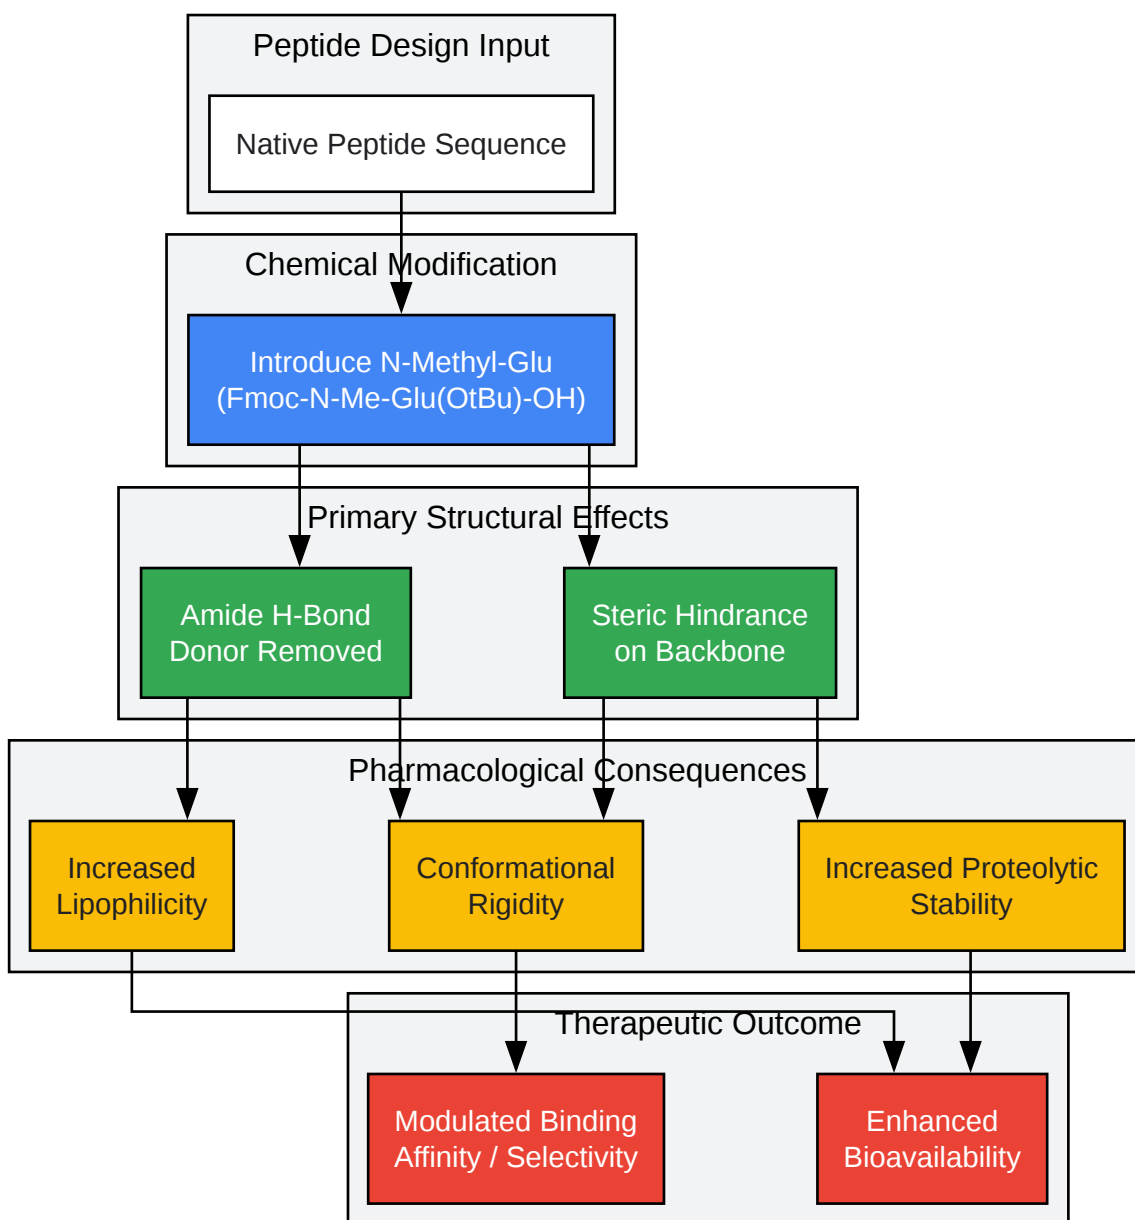 Peptide Design Input
Native Peptide Sequence
Chemical Modification
Introduce N-Methyl-Glu
(Fmoc-N-Me-Glu(OtBu)-OH)
Primary Structural Effects
Amide H-Bond
Donor Removed
Steric Hindrance
on Backbone
Pharmacological Consequences
Increased
Lipophilicity
Conformational
Rigidity
Increased Proteolytic
Stability
Therapeutic Outcome
Modulated Binding
Affinity / Selectivity
Enhanced
Bioavailability